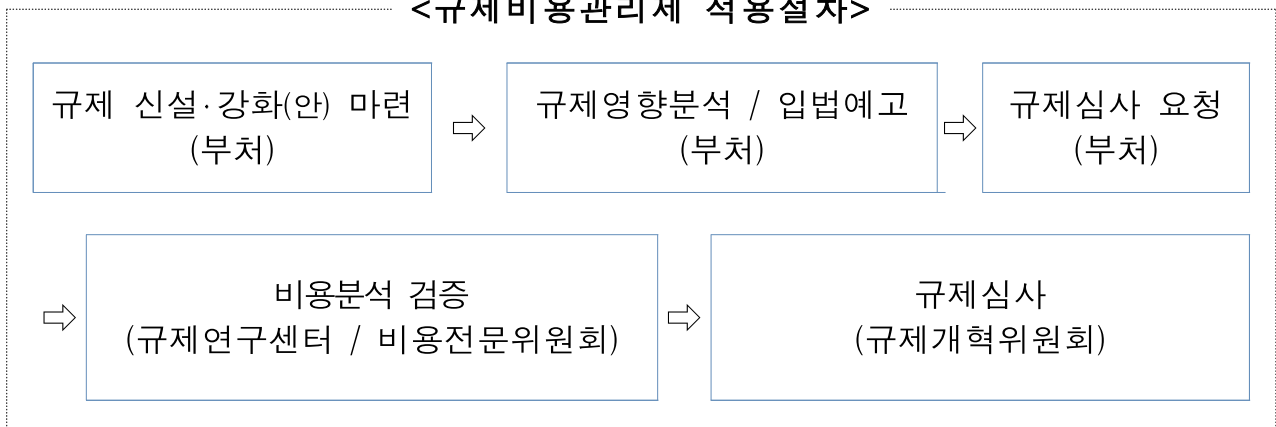 <규제비용관리제 적용절차>
규제 신설·강화(안) 마련
(부처)
⇨
규제영향분석 / 입법예고
(부처)
⇨
규제심사 요청
(부처)
⇨
비용분석 검증
(규제연구센터 / 비용전문위원회)
⇨
규제심사
(규제개혁위원회)